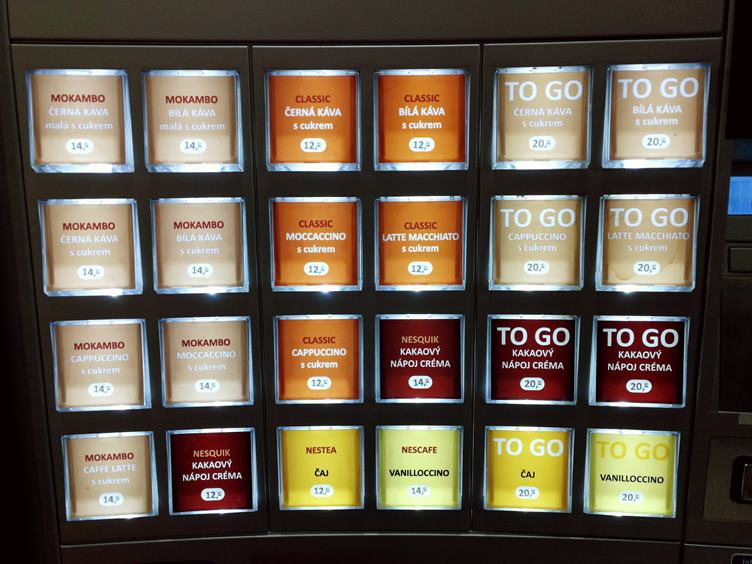 MOKAMBO
ČERNÁ KÁVA
malá s cukrem
14,-
MOKAMBO
BÍLÁ KÁVA
malá s cukrem
14,-
CLASSIC
ČERNÁ KÁVA
s cukrem
12,-
CLASSIC
BÍLÁ KÁVA
s cukrem
12,-
TO GO
ČERNÁ KÁVA
s cukrem
20,-
TO GO
BÍLÁ KÁVA
s cukrem
20,-
MOKAMBO
ČERNÁ KÁVA
s cukrem
14,-
MOKAMBO
BÍLÁ KÁVA
s cukrem
14,-
CLASSIC
MOCCACCINO
s cukrem
12,-
CLASSIC
LATTE MACCHIATO
s cukrem
12,-
TO GO
CAPPUCCINO
s cukrem
20,-
TO GO
LATTE MACCHIATO
s cukrem
20,-
MOKAMBO
CAPPUCCINO
s cukrem
14,-
MOKAMBO
MOCCACCINO
s cukrem
14,-
CLASSIC
CAPPUCCINO
s cukrem
12,-
NESQUIK
KAKAOVÝ
NÁPOJ CRÉMA
14,-
TO GO
KAKAOVÝ
NÁPOJ CRÉMA
20,-
TO GO
KAKAOVÝ
NÁPOJ CRÉMA
20,-
MOKAMBO
CAFFE LATTE
s cukrem
14,-
NESQUIK
KAKAOVÝ
NÁPOJ CRÉMA
12,-
NESTEA
ČAJ
12,-
NESCAFE
VANILLOCCINO
14,-
TO GO
ČAJ
20,-
TO GO
VANILLOCCINO
20,-